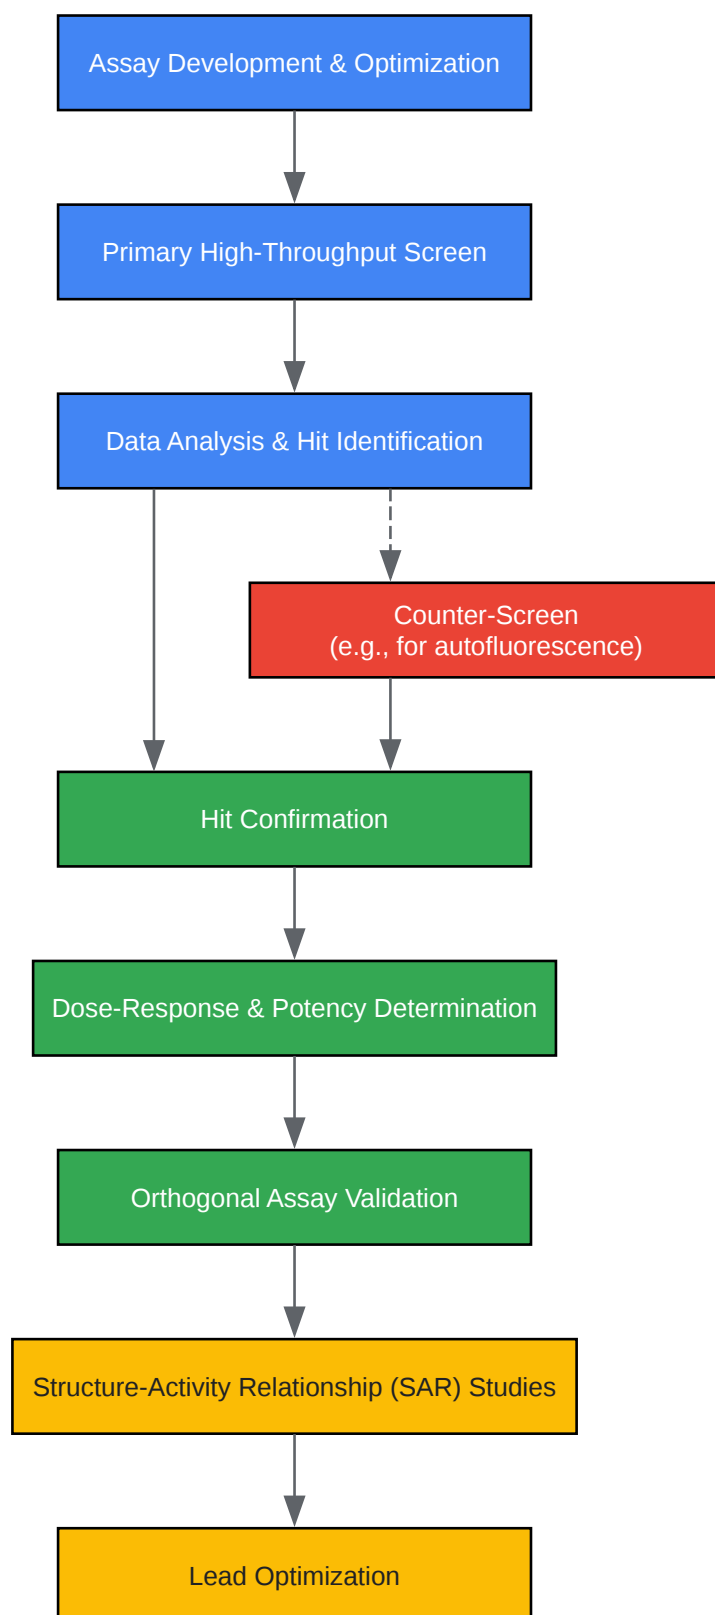 Assay Development & Optimization
Primary High-Throughput Screen
Data Analysis & Hit Identification
Counter-Screen
(e.g., for autofluorescence)
Hit Confirmation
Dose-Response & Potency Determination
Orthogonal Assay Validation
Structure-Activity Relationship (SAR) Studies
Lead Optimization